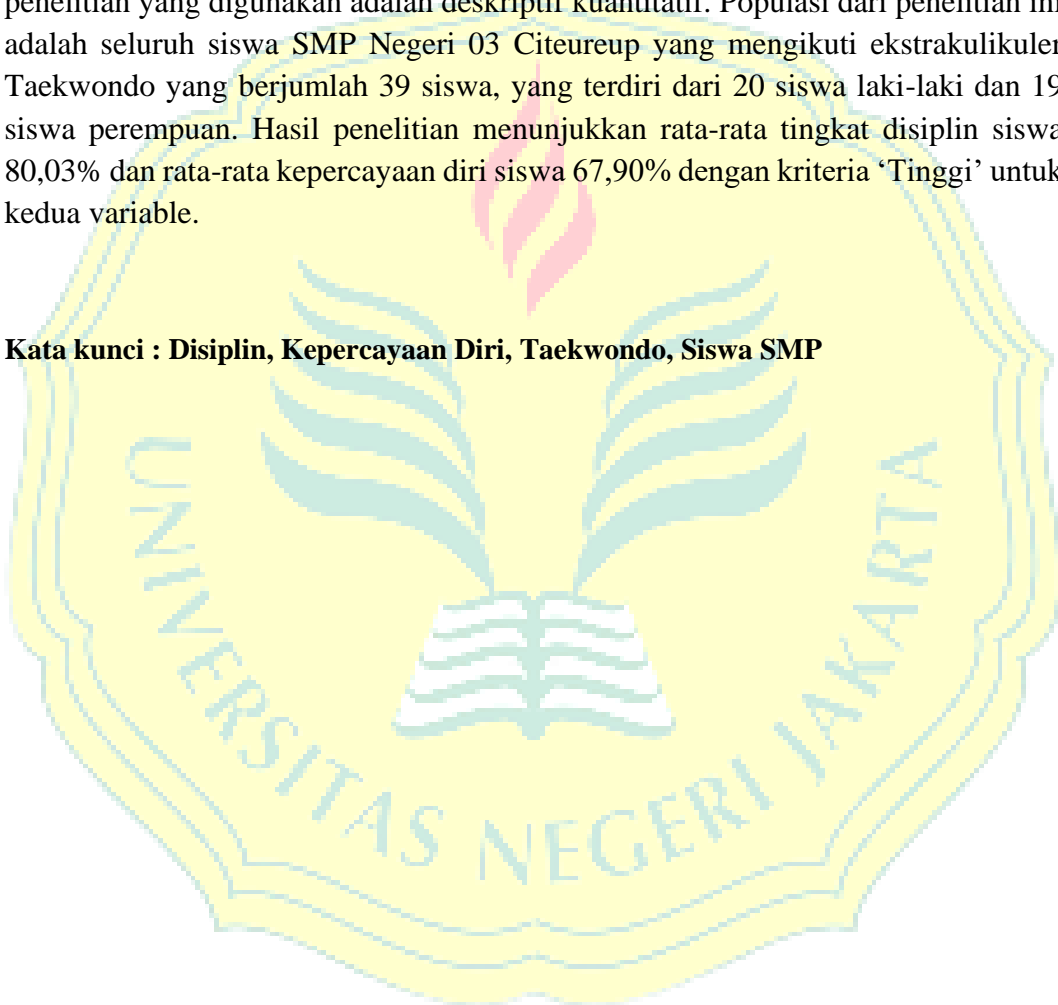 penelitian yang digunakan adalah deskriptif kuantitatif. Populasi dari penelitian ini
adalah seluruh siswa SMP Negeri 03 Citeureup yang mengikuti ekstrakulikuler
Taekwondo yang berjumlah 39 siswa, yang terdiri dari 20 siswa laki-laki dan 19
siswa perempuan. Hasil penelitian menunjukkan rata-rata tingkat disiplin siswa
80,03% dan rata-rata kepercayaan diri siswa 67,90% dengan kriteria ‘Tinggi’ untuk
kedua variable.
Kata kunci : Disiplin, Kepercayaan Diri, Taekwondo, Siswa SMP
UNIVERSITAS NEGERI JAKARTA